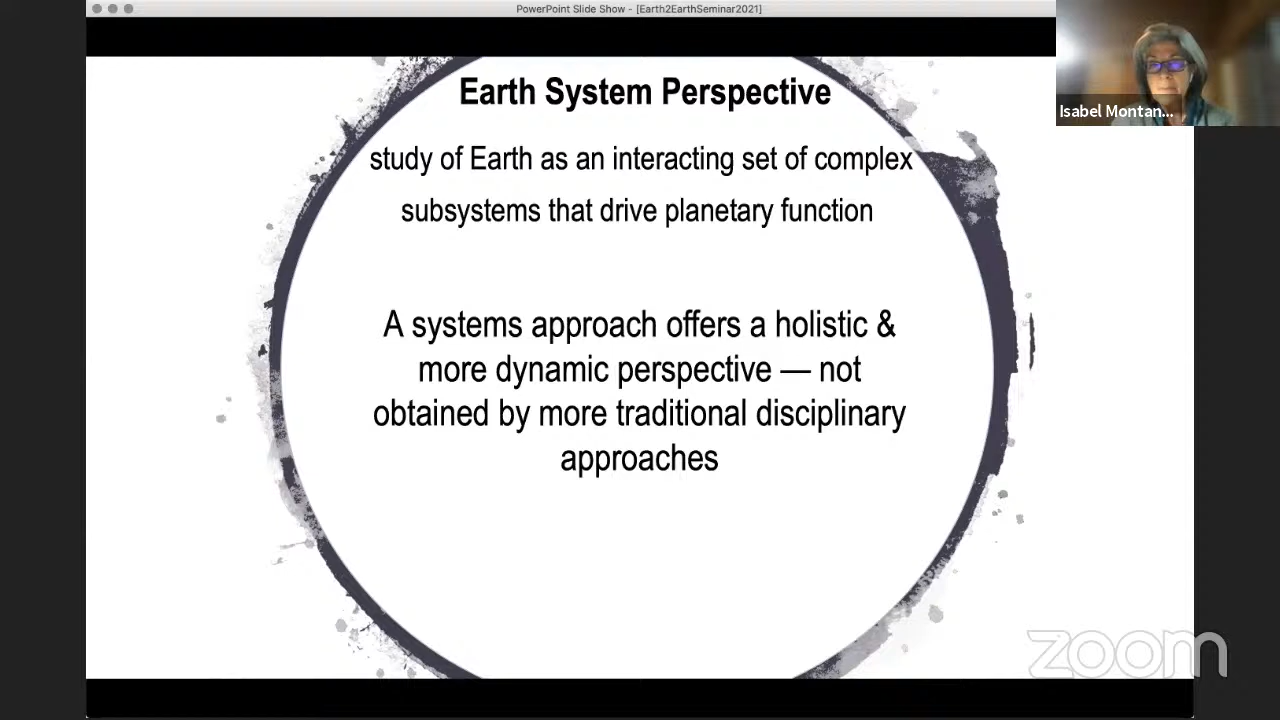 PowerPoint Slide Show - [Earth2EarthSeminar2021]
Isabel Montan...
Earth System Perspective
study of Earth as an interacting set of complex
subsystems that drive planetary function
A systems approach offers a holistic &
more dynamic perspective — not
obtained by more traditional disciplinary
approaches
zoom